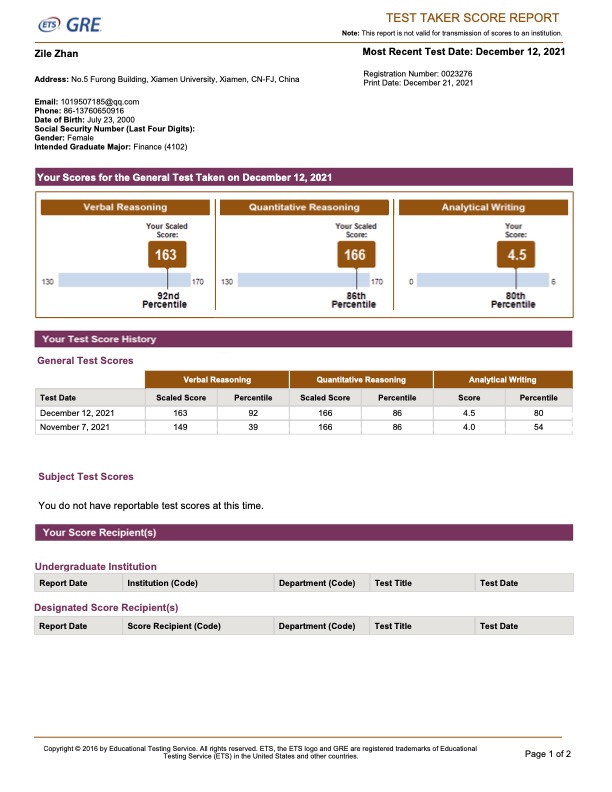 ETS GRE®
TEST TAKER SCORE REPORT
Note: This report is not valid for transmission of scores to an institution.
Zile Zhan
Most Recent Test Date: December 12, 2021
Address: No.5 Furong Building, Xiamen University, Xiamen, CN-FJ, China
Registration Number: 0023276
Print Date: December 21, 2021
Email: 1019507185@qq.com
Phone: 86-13760650916
Date of Birth: July 23, 2000
Social Security Number (Last Four Digits):
Gender: Female
Intended Graduate Major: Finance (4102)
Your Scores for the General Test Taken on December 12, 2021
Verbal Reasoning
Your Scaled Score:
163
130 170
92nd Percentile
Quantitative Reasoning
Your Scaled Score:
166
130 170
86th Percentile
Analytical Writing
Your Score:
4.5
0 6
80th Percentile
Your Test Score History
General Test Scores
Verbal Reasoning Quantitative Reasoning Analytical Writing
Test Date Scaled Score Percentile Scaled Score Percentile Score Percentile
December 12, 2021 163 92 166 86 4.5 80
November 7, 2021 149 39 166 86 4.0 54
Subject Test Scores
You do not have reportable test scores at this time.
Your Score Recipient(s)
Undergraduate Institution
Report Date Institution (Code) Department (Code) Test Title Test Date
Designated Score Recipient(s)
Report Date Score Recipient (Code) Department (Code) Test Title Test Date
Copyright © 2016 by Educational Testing Service. All rights reserved. ETS, the ETS logo and GRE are registered trademarks of Educational
Testing Service (ETS) in the United States and other countries.
Page 1 of 2